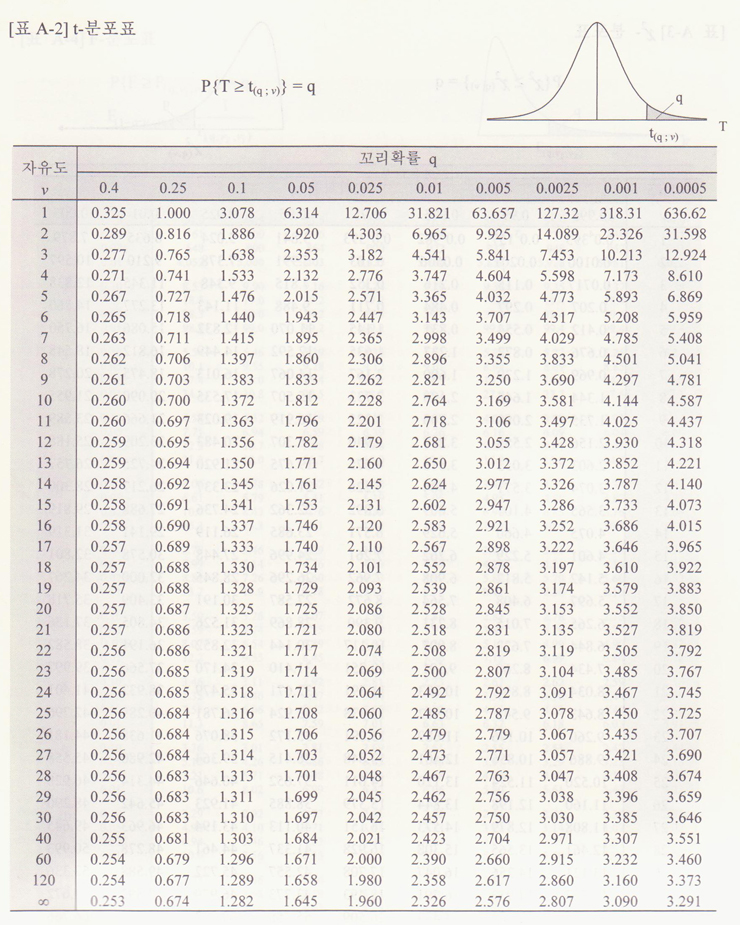 [표 A-2] t-분포표
P{T ≥ t(q ; ν)} = q
q
t(q ; ν)
T
자유도 꼬리확률 q
ν 0.4 0.25 0.1 0.05 0.025 0.01 0.005 0.0025 0.001 0.0005
1 0.325 1.000 3.078 6.314 12.706 31.821 63.657 127.32 318.31 636.62
2 0.289 0.816 1.886 2.920 4.303 6.965 9.925 14.089 23.326 31.598
3 0.277 0.765 1.638 2.353 3.182 4.541 5.841 7.453 10.213 12.924
4 0.271 0.741 1.533 2.132 2.776 3.747 4.604 5.598 7.173 8.610
5 0.267 0.727 1.476 2.015 2.571 3.365 4.032 4.773 5.893 6.869
6 0.265 0.718 1.440 1.943 2.447 3.143 3.707 4.317 5.208 5.959
7 0.263 0.711 1.415 1.895 2.365 2.998 3.499 4.029 4.785 5.408
8 0.262 0.706 1.397 1.860 2.306 2.896 3.355 3.833 4.501 5.041
9 0.261 0.703 1.383 1.833 2.262 2.821 3.250 3.690 4.297 4.781
10 0.260 0.700 1.372 1.812 2.228 2.764 3.169 3.581 4.144 4.587
11 0.260 0.697 1.363 1.796 2.201 2.718 3.106 3.497 4.025 4.437
12 0.259 0.695 1.356 1.782 2.179 2.681 3.055 3.428 3.930 4.318
13 0.259 0.694 1.350 1.771 2.160 2.650 3.012 3.372 3.852 4.221
14 0.258 0.692 1.345 1.761 2.145 2.624 2.977 3.326 3.787 4.140
15 0.258 0.691 1.341 1.753 2.131 2.602 2.947 3.286 3.733 4.073
16 0.258 0.690 1.337 1.746 2.120 2.583 2.921 3.252 3.686 4.015
17 0.257 0.689 1.333 1.740 2.110 2.567 2.898 3.222 3.646 3.965
18 0.257 0.688 1.330 1.734 2.101 2.552 2.878 3.197 3.610 3.922
19 0.257 0.688 1.328 1.729 2.093 2.539 2.861 3.174 3.579 3.883
20 0.257 0.687 1.325 1.725 2.086 2.528 2.845 3.153 3.552 3.850
21 0.257 0.686 1.323 1.721 2.080 2.518 2.831 3.135 3.527 3.819
22 0.256 0.686 1.321 1.717 2.074 2.508 2.819 3.119 3.505 3.792
23 0.256 0.685 1.319 1.714 2.069 2.500 2.807 3.104 3.485 3.767
24 0.256 0.685 1.318 1.711 2.064 2.492 2.792 3.091 3.467 3.745
25 0.256 0.684 1.316 1.708 2.060 2.485 2.787 3.078 3.450 3.725
26 0.256 0.684 1.315 1.706 2.056 2.479 2.779 3.067 3.435 3.707
27 0.256 0.684 1.314 1.703 2.052 2.473 2.771 3.057 3.421 3.690
28 0.256 0.683 1.313 1.701 2.048 2.467 2.763 3.047 3.408 3.674
29 0.256 0.683 1.311 1.699 2.045 2.462 2.756 3.038 3.396 3.659
30 0.256 0.683 1.310 1.697 2.042 2.457 2.750 3.030 3.385 3.646
40 0.255 0.681 1.303 1.684 2.021 2.423 2.704 2.971 3.307 3.551
60 0.254 0.679 1.296 1.671 2.000 2.390 2.660 2.915 3.232 3.460
120 0.254 0.677 1.289 1.658 1.980 2.358 2.617 2.860 3.160 3.373
∞ 0.253 0.674 1.282 1.645 1.960 2.326 2.576 2.807 3.090 3.291